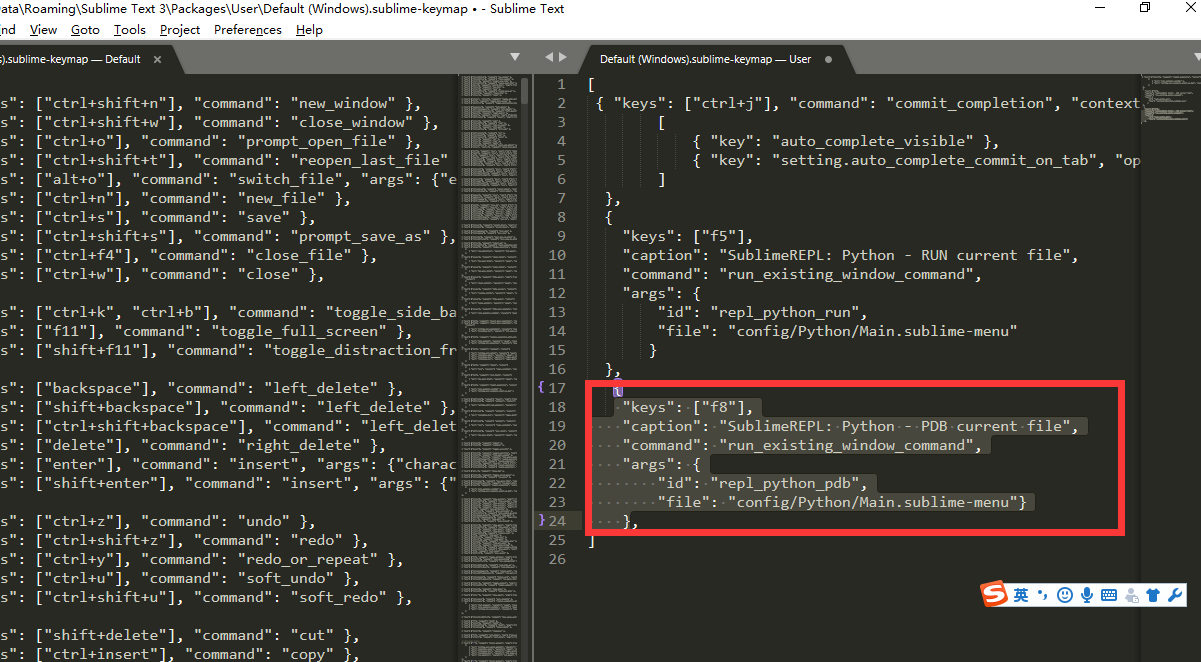 ata\Roaming\Sublime Text 3\Packages\User\Default (Windows).sublime-keymap • - Sublime Text
nd View Goto Tools Project Preferences Help
s).sublime-keymap — Default
s": ["ctrl+shift+n"], "command": "new_window" },
s": ["ctrl+shift+w"], "command": "close_window" },
s": ["ctrl+o"], "command": "prompt_open_file" },
s": ["ctrl+shift+t"], "command": "reopen_last_file"
s": ["alt+o"], "command": "switch_file", "args": {"e
s": ["ctrl+n"], "command": "new_file" },
s": ["ctrl+s"], "command": "save" },
s": ["ctrl+shift+s"], "command": "prompt_save_as" },
s": ["ctrl+f4"], "command": "close_file" },
s": ["ctrl+w"], "command": "close" },
s": ["ctrl+k", "ctrl+b"], "command": "toggle_side_ba
s": ["f11"], "command": "toggle_full_screen" },
s": ["shift+f11"], "command": "toggle_distraction_fr
s": ["backspace"], "command": "left_delete" },
s": ["shift+backspace"], "command": "left_delete" },
s": ["ctrl+shift+backspace"], "command": "left_delet
s": ["delete"], "command": "right_delete" },
s": ["enter"], "command": "insert", "args": {"charac
s": ["shift+enter"], "command": "insert", "args": {"
s": ["ctrl+z"], "command": "undo" },
s": ["ctrl+shift+z"], "command": "redo" },
s": ["ctrl+y"], "command": "redo_or_repeat" },
s": ["ctrl+u"], "command": "soft_undo" },
s": ["ctrl+shift+u"], "command": "soft_redo" },
s": ["shift+delete"], "command": "cut" },
s": ["ctrl+insert"], "command": "copy" },
Default (Windows).sublime-keymap — User
1 [
2 { "keys": ["ctrl+j"], "command": "commit_completion", "context
3 [
4 { "key": "auto_complete_visible" },
5 { "key": "setting.auto_complete_commit_on_tab", "op
6 ]
7 },
8 {
9 "keys": ["f5"],
10 "caption": "SublimeREPL: Python - RUN current file",
11 "command": "run_existing_window_command",
12 "args": {
13 "id": "repl_python_run",
14 "file": "config/Python/Main.sublime-menu"
15 }
16 },
17 {
18 "keys": ["f8"],
19 "caption": "SublimeREPL: Python - PDB current file",
20 "command": "run_existing_window_command",
21 "args": {
22 "id": "repl_python_pdb",
23 "file": "config/Python/Main.sublime-menu"}
24 },
25 ]
26
S 英